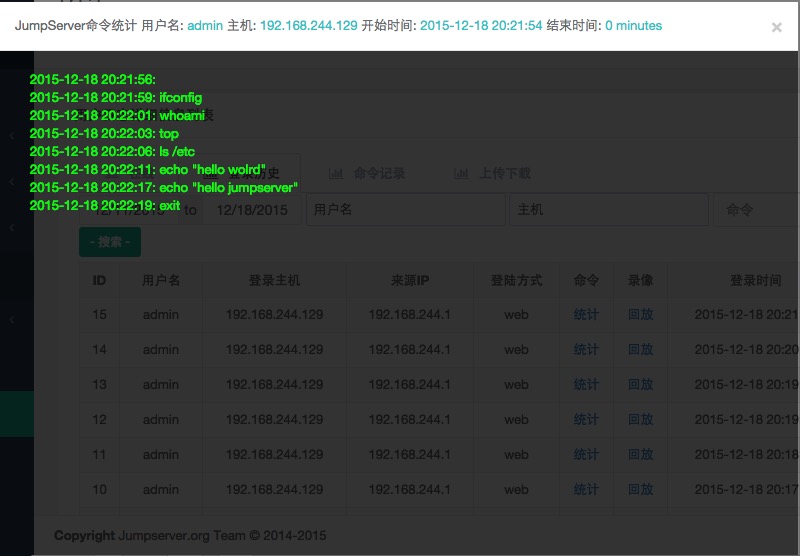 JumpServer命令统计 用户名: admin 主机: 192.168.244.129 开始时间: 2015-12-18 20:21:54 结束时间: 0 minutes ×
2015-12-18 20:21:56:
2015-12-18 20:21:59: ifconfig
2015-12-18 20:22:01: whoami
2015-12-18 20:22:03: top
2015-12-18 20:22:06: ls /etc
2015-12-18 20:22:11: echo "hello wolrd"
2015-12-18 20:22:17: echo "hello jumpserver"
2015-12-18 20:22:19: exit
登录历史 命令记录 上传下载
12/11/2015 to 12/18/2015 用户名 主机 命令
- 搜索 -
ID 用户名 登录主机 来源IP 登陆方式 命令 录像 登录时间
15 admin 192.168.244.129 192.168.244.1 web 统计 回放 2015-12-18 20:21
14 admin 192.168.244.129 192.168.244.1 web 统计 回放 2015-12-18 20:20
13 admin 192.168.244.129 192.168.244.1 web 统计 回放 2015-12-18 20:19
12 admin 192.168.244.129 192.168.244.1 web 统计 回放 2015-12-18 20:19
11 admin 192.168.244.129 192.168.244.1 web 统计 回放 2015-12-18 20:18
10 admin 192.168.244.129 192.168.244.1 web 统计 回放 2015-12-18 20:17
Copyright Jumpserver.org Team © 2014-2015